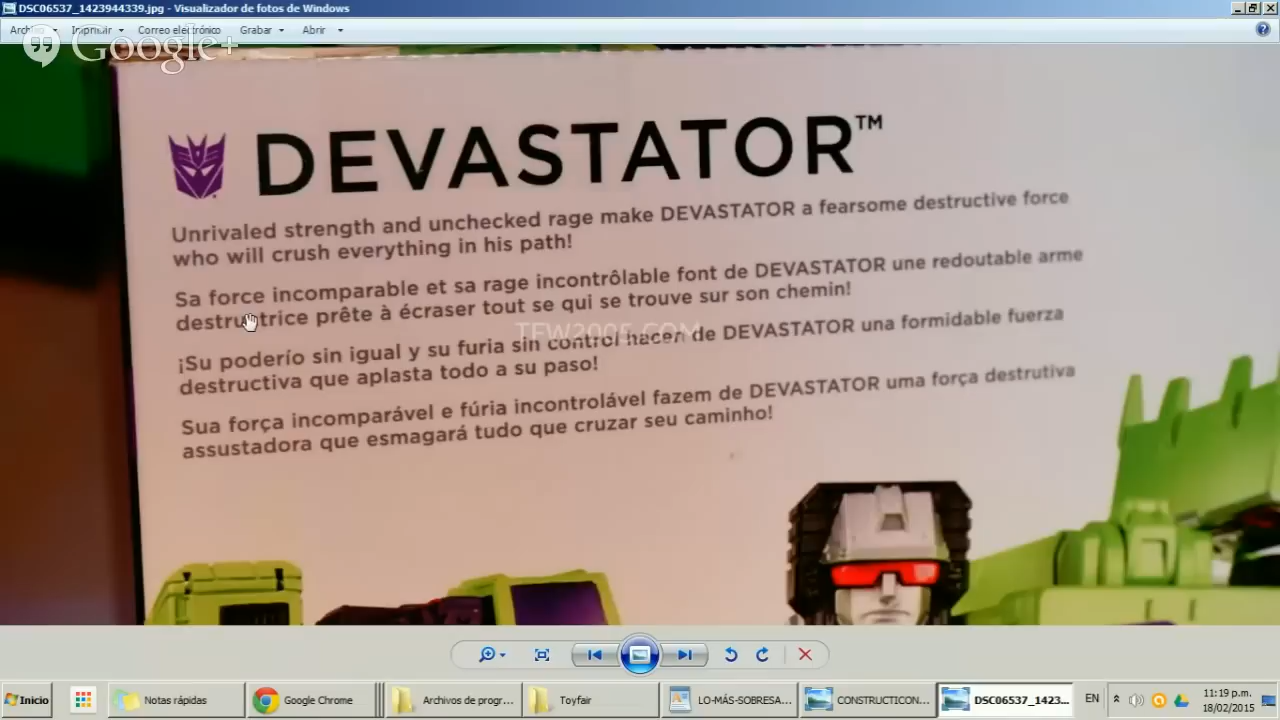 DSC06537_1423944339.jpg - Visualizador de fotos de Windows
Imprimir Correo electrónico Grabar Abrir
Google+
DEVASTATOR™
Unrivaled strength and unchecked rage make DEVASTATOR a fearsome destructive force
who will crush everything in his path!
Sa force incomparable et sa rage incontrôlable font de DEVASTATOR une redoutable arme
destructrice prête à écraser tout se qui se trouve sur son chemin!
¡Su poderío sin igual y su furia sin control hacen de DEVASTATOR una formidable fuerza
destructiva que aplasta todo a su paso!
TFW2005.COM
Sua força incomparável e fúria incontrolável fazem de DEVASTATOR uma força destrutiva
assustadora que esmagará tudo que cruzar seu caminho!
Inicio Notas rápidas Google Chrome Archivos de progr... Toyfair LO-MÁS-SOBRESA... CONSTRUCTICON... DSC06537_1423... EN 11:19 p.m.
18/02/2015